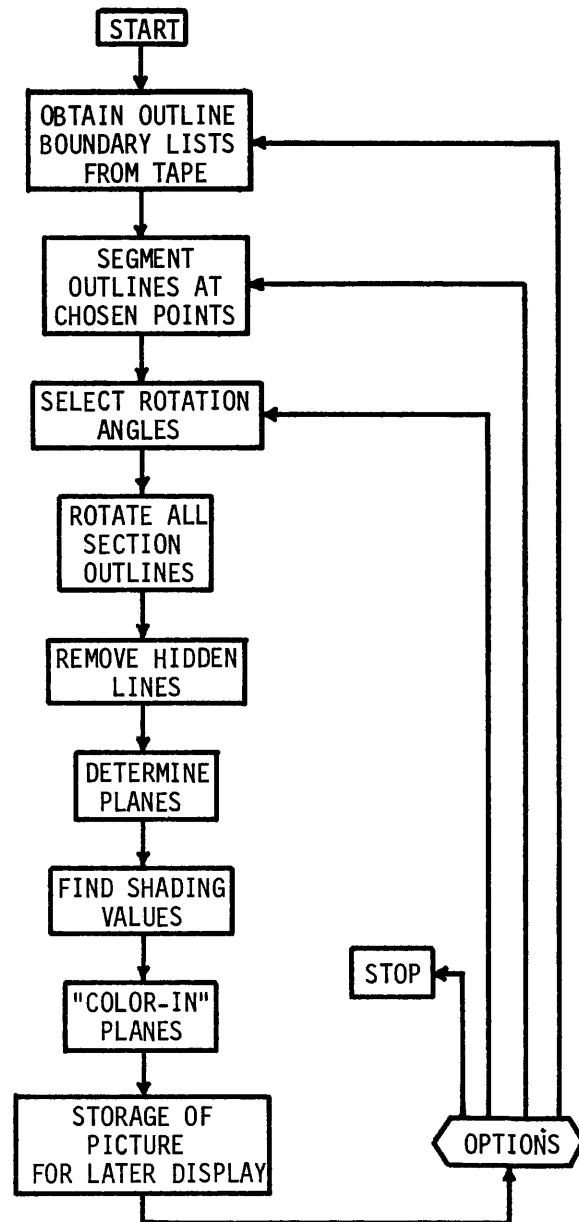 START
OBTAIN OUTLINE
BOUNDARY LISTS
FROM TAPE
SEGMENT
OUTLINES AT
CHOSEN POINTS
SELECT ROTATION
ANGLES
ROTATE ALL
SECTION
OUTLINES
REMOVE HIDDEN
LINES
DETERMINE
PLANES
FIND SHADING
VALUES
"COLOR-IN"
PLANES
STORAGE OF
PICTURE
FOR LATER DISPLAY
STOP
OPTIONS